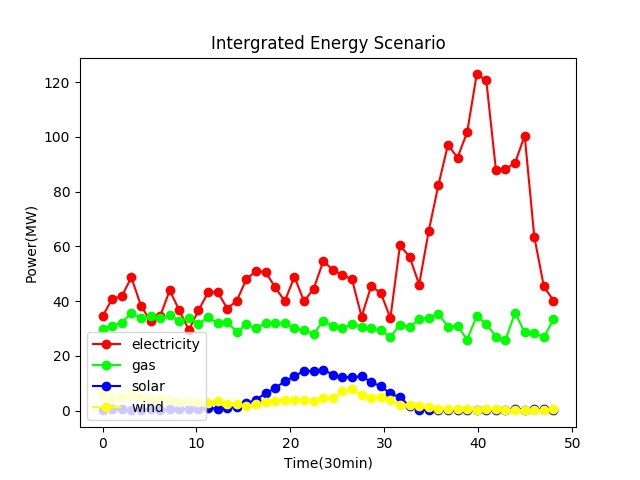 Intergrated Energy Scenario
Power(MW)
120
100
80
60
40
20
0
electricity
gas
solar
wind
0 10 20 30 40 50
Time(30min)